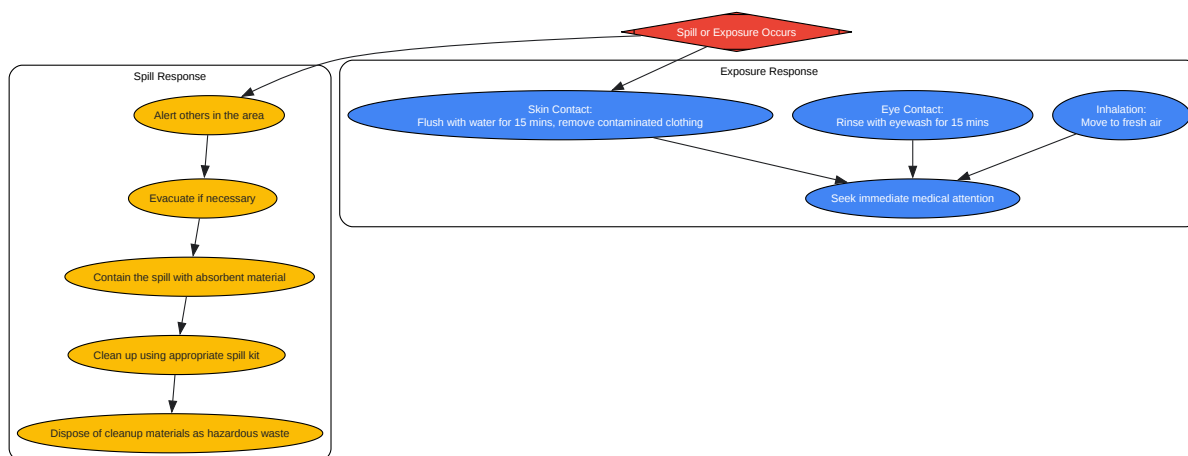 Spill or Exposure Occurs
Spill Response
Alert others in the area
Evacuate if necessary
Contain the spill with absorbent material
Clean up using appropriate spill kit
Dispose of cleanup materials as hazardous waste
Exposure Response
Skin Contact:
Flush with water for 15 mins, remove contaminated clothing
Eye Contact:
Rinse with eyewash for 15 mins
Inhalation:
Move to fresh air
Seek immediate medical attention